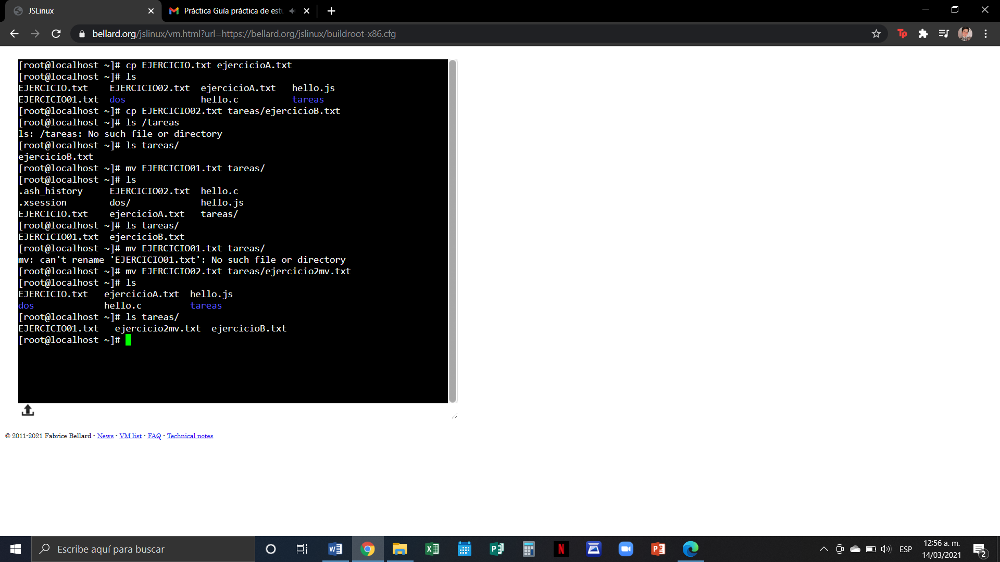 JSLinux
Práctica Guía práctica de estu
bellard.org/jslinux/vm.html?url=https://bellard.org/jslinux/buildroot-x86.cfg
Tp
[root@localhost ~]# cp EJERCICIO.txt ejercicioA.txt
[root@localhost ~]# ls
EJERCICIO.txt    EJERCICIO02.txt  ejercicioA.txt   hello.js
EJERCICIO01.txt  dos              hello.c          tareas
[root@localhost ~]# cp EJERCICIO02.txt tareas/ejercicioB.txt
[root@localhost ~]# ls /tareas
ls: /tareas: No such file or directory
[root@localhost ~]# ls tareas/
ejercicioB.txt
[root@localhost ~]# mv EJERCICIO01.txt tareas/
[root@localhost ~]# ls
.ash_history     EJERCICIO02.txt  hello.c
.xsession        dos/             hello.js
EJERCICIO.txt    ejercicioA.txt   tareas/
[root@localhost ~]# ls tareas/
EJERCICIO01.txt  ejercicioB.txt
[root@localhost ~]# mv EJERCICIO01.txt tareas/
mv: can't rename 'EJERCICIO01.txt': No such file or directory
[root@localhost ~]# mv EJERCICIO02.txt tareas/ejercicio2mv.txt
[root@localhost ~]# ls
EJERCICIO.txt   ejercicioA.txt  hello.js
dos             hello.c         tareas
[root@localhost ~]# ls tareas/
EJERCICIO01.txt   ejercicio2mv.txt  ejercicioB.txt
[root@localhost ~]#
© 2011-2021 Fabrice Bellard - News - VM list - FAQ - Technical notes
Escribe aquí para buscar
ESP
12:56 a. m.
14/03/2021
2